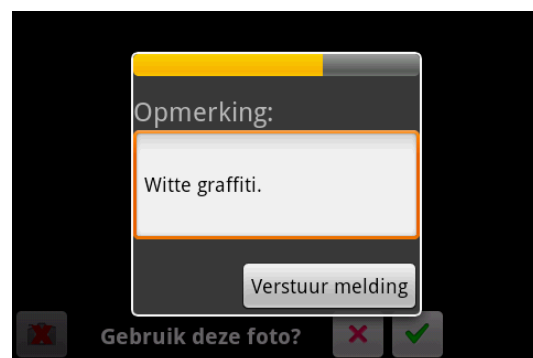 Opmerking:
Witte graffiti.
Verstuur melding
Gebruik deze foto?